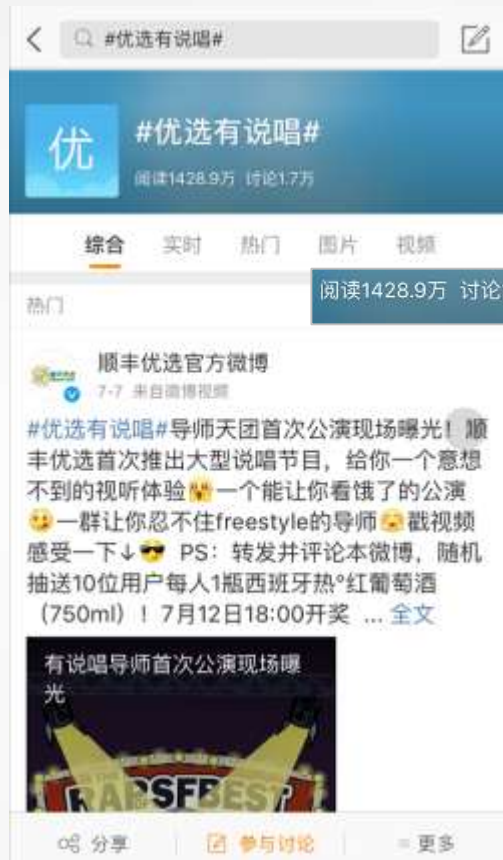 #优选有说唱#
优
#优选有说唱#
阅读1428.9万 讨论1.7万
综合 实时 热门 图片 视频
阅读1428.9万 讨论
热门
顺丰优选官方微博
7-7 来自微博视频
#优选有说唱#导师天团首次公演现场曝光！顺
丰优选首次推出大型说唱节目，给你一个意想
不到的视听体验 一个能让你看饿了的公演
一群让你忍不住freestyle的导师 戳视频
感受一下↓ PS：转发并评论本微博，随机
抽送10位用户每人1瓶西班牙热°红葡萄酒
（750ml）！7月12日18:00开奖 ... 全文
有说唱导师首次公演现场曝
光
RAP SFBEST
分享 参与讨论 更多